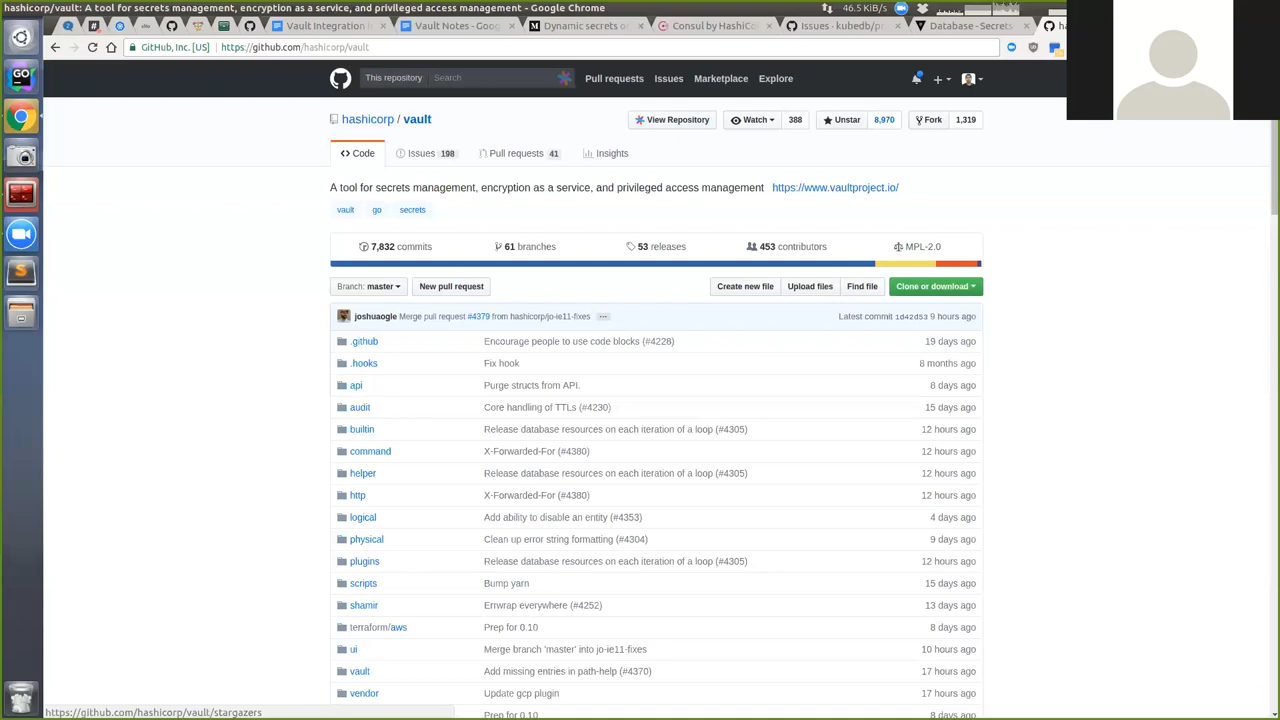 hashicorp/vault: A tool for secrets management, encryption as a service, and privileged access management - Google Chrome
46.5 KiB/s
Vault Integration I
Vault Notes - Goog
Dynamic secrets o
Consul by HashiC
Issues · kubedb/p
Database - Secrets
GitHub, Inc. [US]
https://github.com/hashicorp/vault
This repository
Search
Pull requests
Issues
Marketplace
Explore
hashicorp / vault
View Repository
Watch
388
Unstar
8,970
Fork
1,319
Code
Issues 198
Pull requests 41
Insights
A tool for secrets management, encryption as a service, and privileged access management https://www.vaultproject.io/
vault go secrets
7,832 commits
61 branches
53 releases
453 contributors
MPL-2.0
Branch: master
New pull request
Create new file
Upload files
Find file
Clone or download
joshuaogle Merge pull request #4379 from hashicorp/jo-ie11-fixes ... Latest commit 1d42d53 9 hours ago
.github Encourage people to use code blocks (#4228) 19 days ago
.hooks Fix hook 8 months ago
api Purge structs from API. 8 days ago
audit Core handling of TTLs (#4230) 15 days ago
builtin Release database resources on each iteration of a loop (#4305) 12 hours ago
command X-Forwarded-For (#4380) 12 hours ago
helper Release database resources on each iteration of a loop (#4305) 12 hours ago
http X-Forwarded-For (#4380) 12 hours ago
logical Add ability to disable an entity (#4353) 4 days ago
physical Clean up error string formatting (#4304) 9 days ago
plugins Release database resources on each iteration of a loop (#4305) 12 hours ago
scripts Bump yarn 15 days ago
shamir Errwrap everywhere (#4252) 13 days ago
terraform/aws Prep for 0.10 8 days ago
ui Merge branch 'master' into jo-ie11-fixes 10 hours ago
vault Add missing entries in path-help (#4370) 17 hours ago
vendor Update gcp plugin 17 hours ago
Prep for 0.10 8 days ago
https://github.com/hashicorp/vault/stargazers